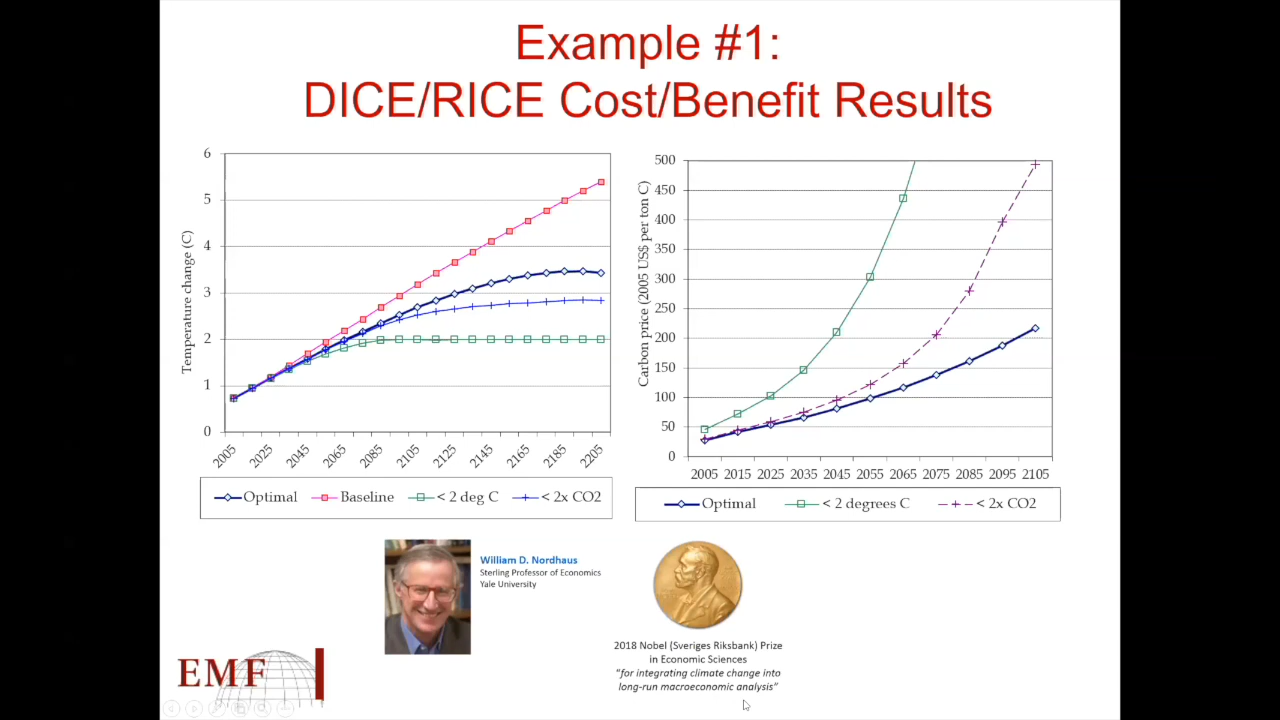 Example #1:
DICE/RICE Cost/Benefit Results
6
5
4
3
2
1
0
Temperature change (C)
2005
2025
2045
2065
2085
2105
2125
2145
2165
2185
2205
Optimal
Baseline
< 2 deg C
< 2x CO2
500
450
400
350
300
250
200
150
100
50
0
Carbon price (2005 US$ per ton C)
2005 2015 2025 2035 2045 2055 2065 2075 2085 2095 2105
Optimal
< 2 degrees C
< 2x CO2
William D. Nordhaus
Sterling Professor of Economics
Yale University
2018 Nobel (Sveriges Riksbank) Prize
in Economic Sciences
"for integrating climate change into
long-run macroeconomic analysis"
EMF